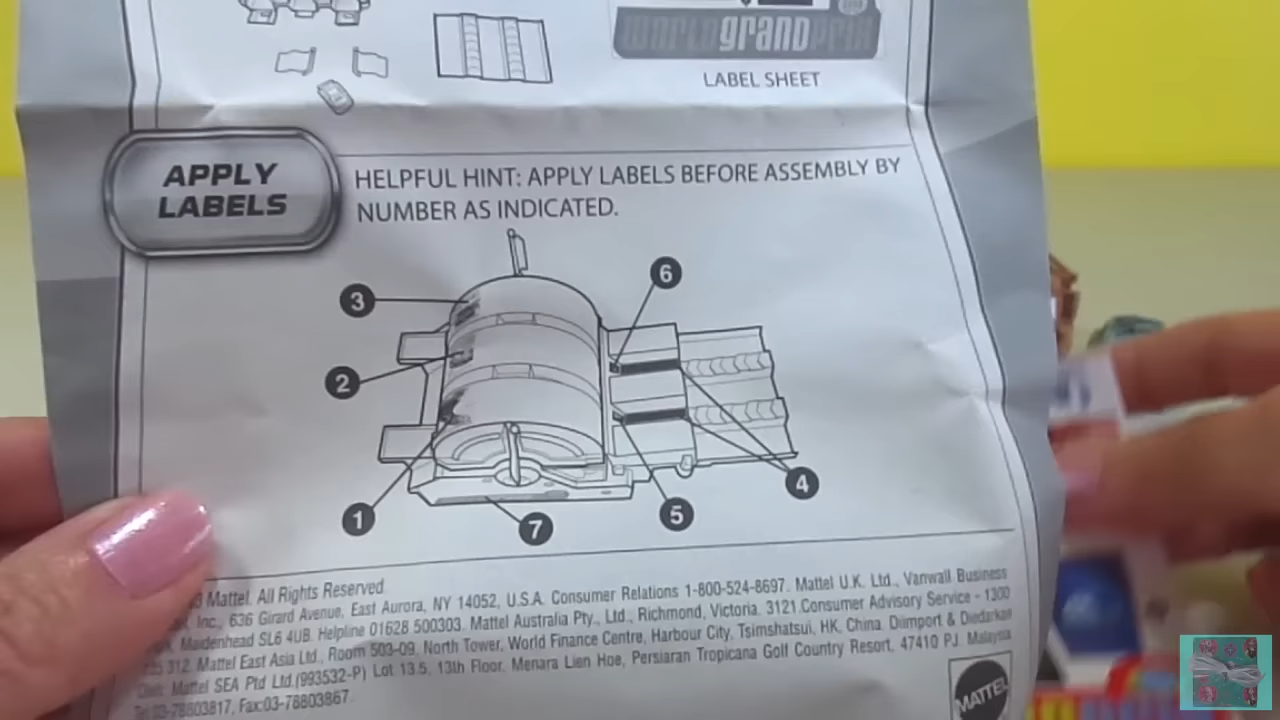 WORLDgRaNDPRIX
LABEL SHEET
APPLY
LABELS
HELPFUL HINT: APPLY LABELS BEFORE ASSEMBLY BY
NUMBER AS INDICATED.
6
3
2
4
1
7
5
Mattel. All Rights Reserved
Inc., 636 Girard Avenue, East Aurora, NY 14052, U.S.A. Consumer Relations 1-800-524-8697. Mattel U.K. Ltd., Vanwall Business
Maidenhead SL6 4UB. Helpline 01628 500303. Mattel Australia Pty., Ltd., Richmond, Victoria. 3121.Consumer Advisory Service - 1300
312. Mattel East Asia Ltd., Room 503-09, North Tower, World Finance Centre, Harbour City, Tsimshatsui, HK, China. Diimport & Diedarkan
Oleh: Mattel SEA Ptd Ltd.(993532-P) Lot 13.5, 13th Floor, Menara Lien Hoe, Persiaran Tropicana Golf Country Resort, 47410 PJ. Malaysia
Tel:03-78803817, Fax:03-78803867.
MATTEL